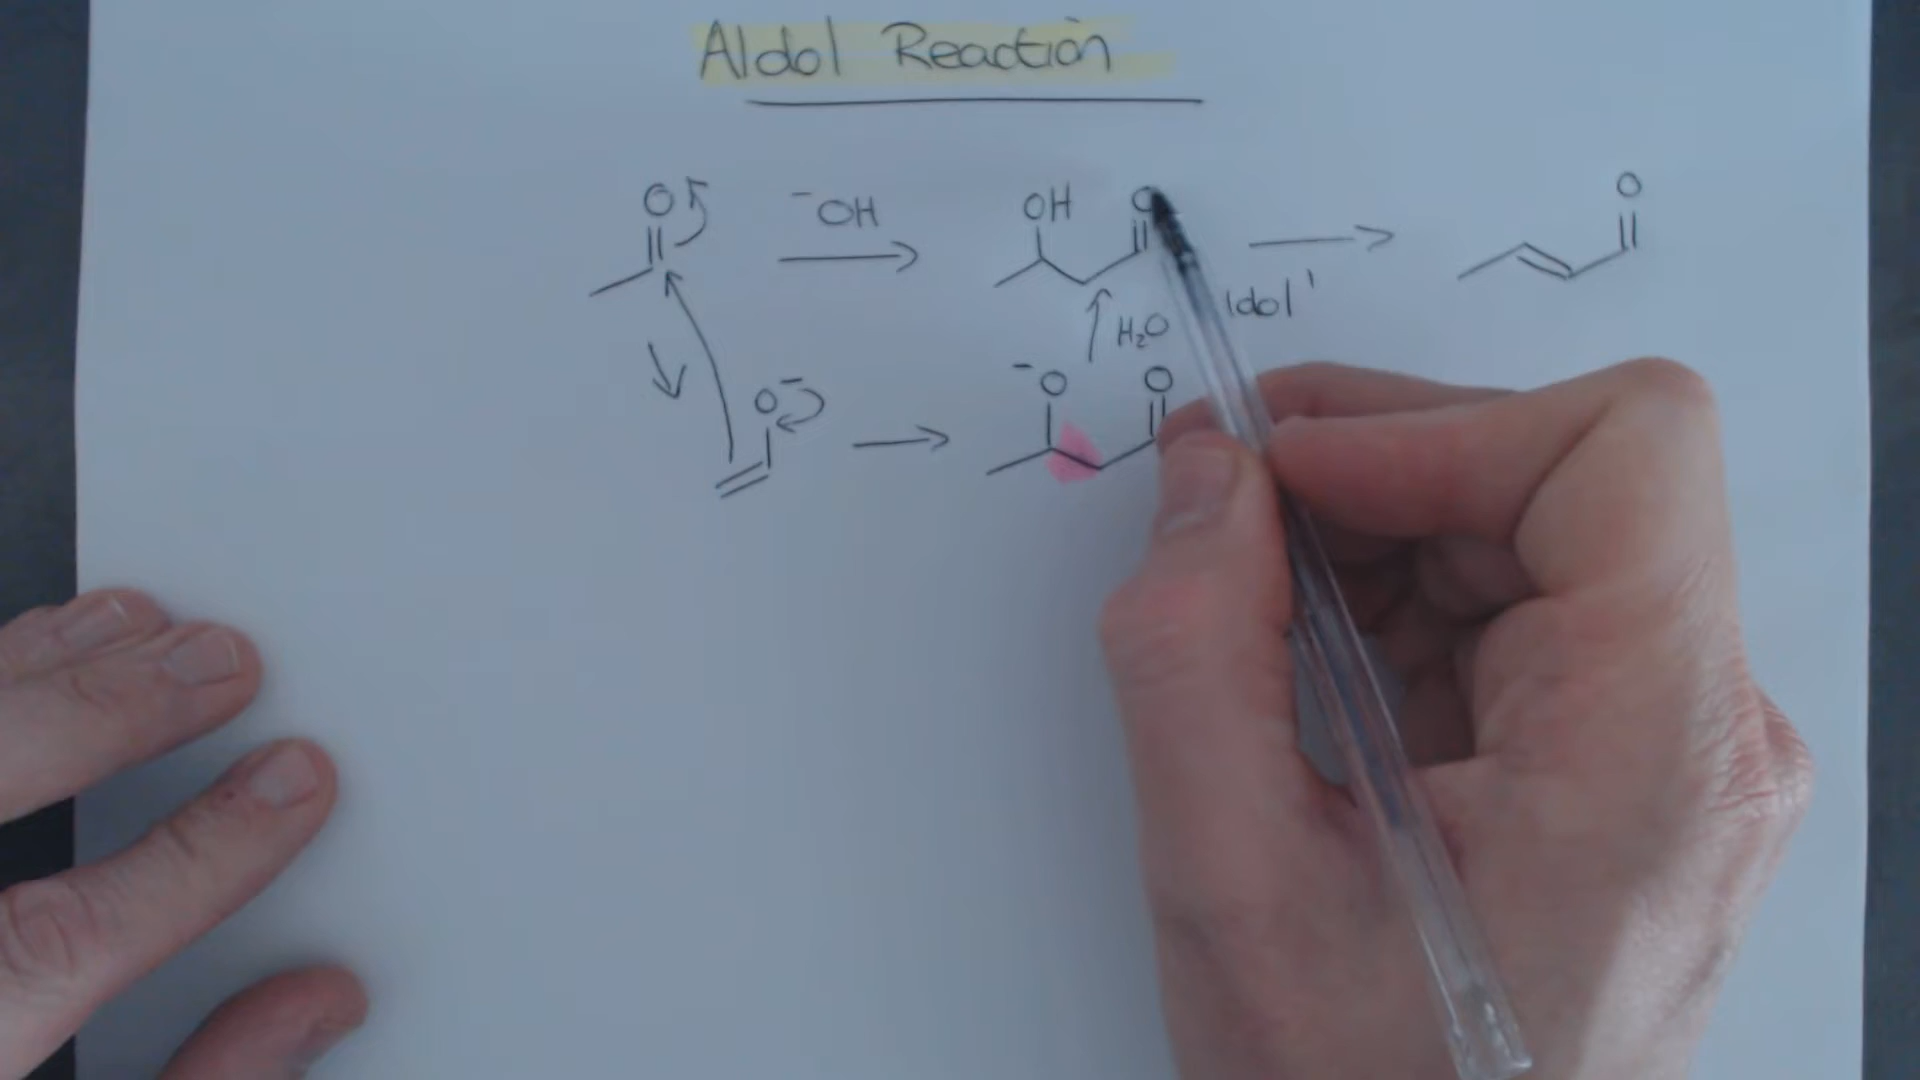 Aldol Reaction
O ⁻OH OH O O
ldol'
H₂O
O⁻ ⁻O O